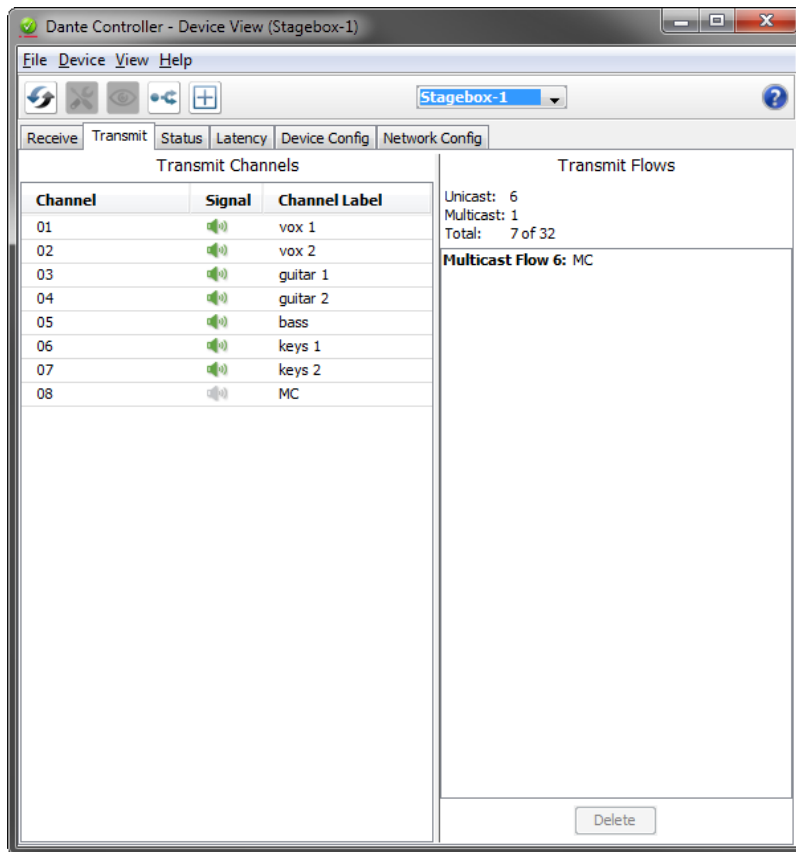 Dante Controller - Device View (Stagebox-1)
File Device View Help
Stagebox-1
Receive Transmit Status Latency Device Config Network Config
Transmit Channels
Channel Signal Channel Label
01 vox 1
02 vox 2
03 guitar 1
04 guitar 2
05 bass
06 keys 1
07 keys 2
08 MC
Transmit Flows
Unicast: 6
Multicast: 1
Total: 7 of 32
Multicast Flow 6: MC
Delete